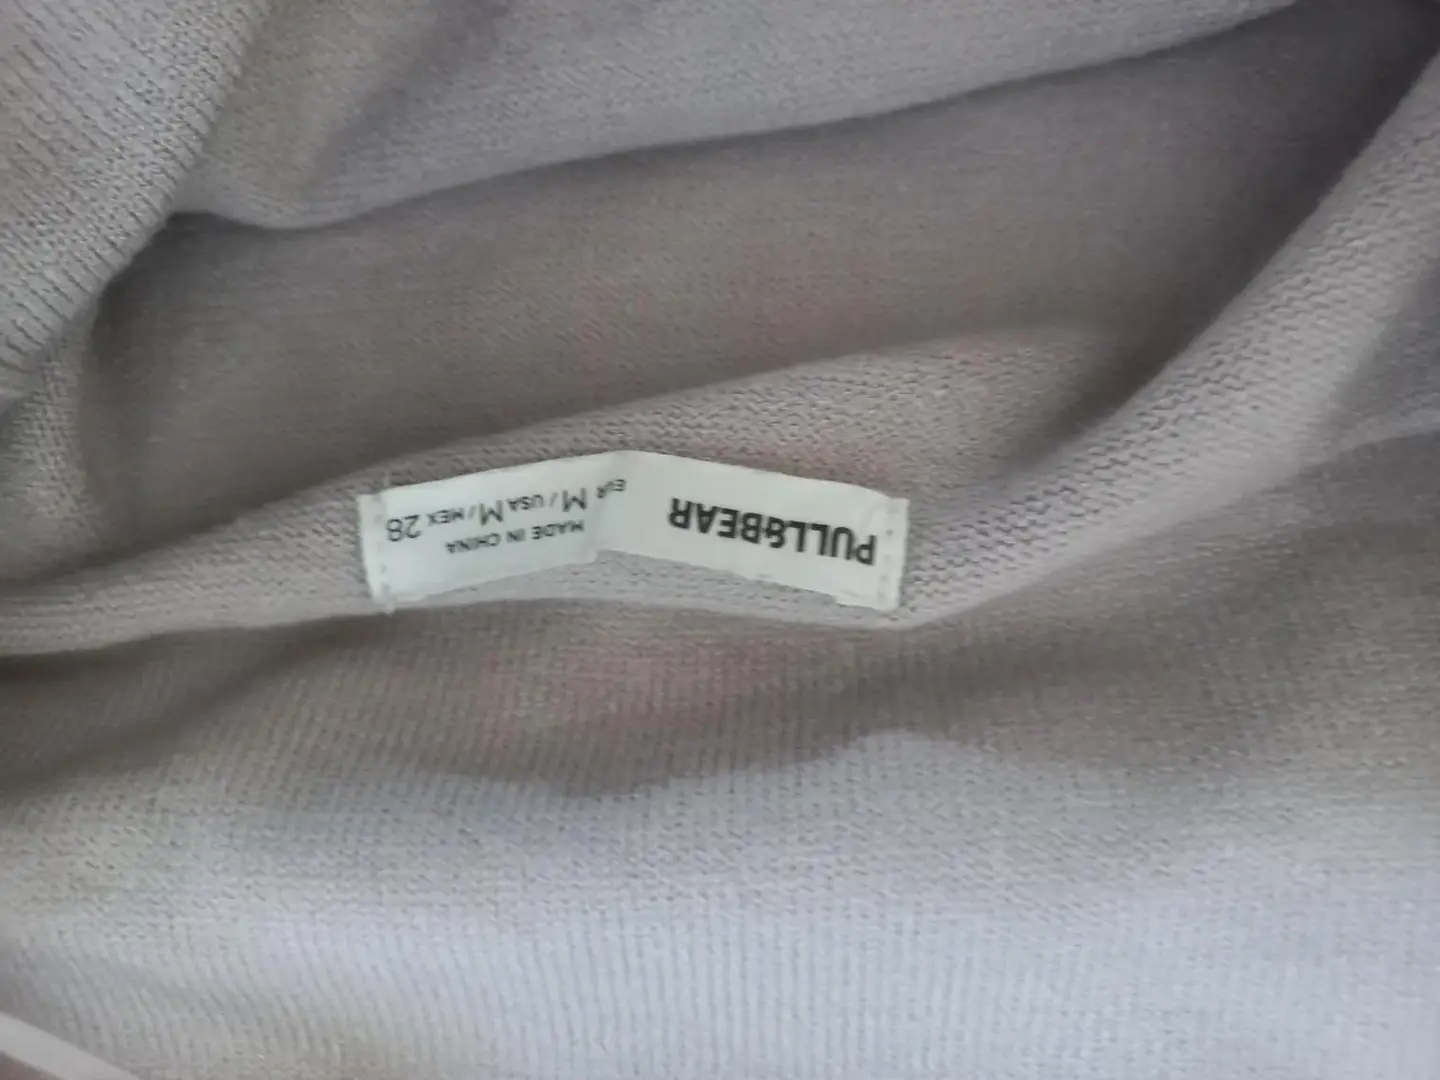 PULL&BEAR
EUR M / USA M / MEX 28
MADE IN CHINA